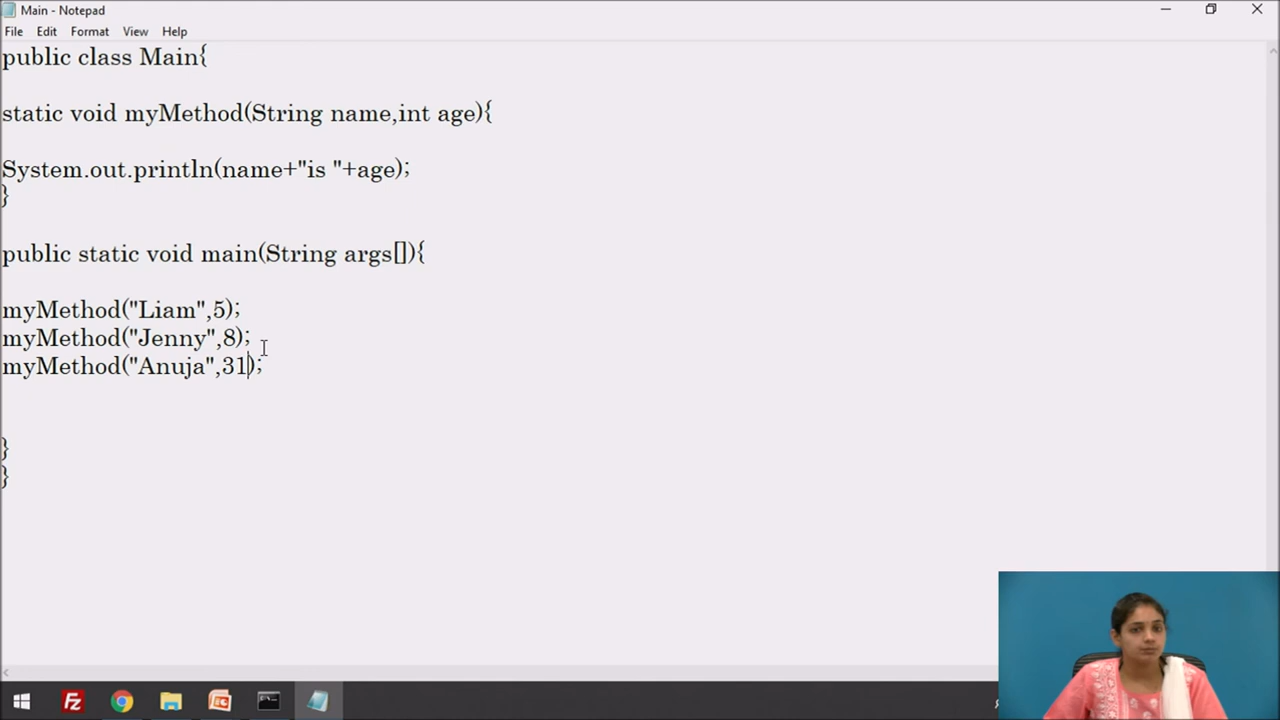 Main - Notepad
File Edit Format View Help
public class Main{
static void myMethod(String name,int age){
System.out.println(name+"is "+age);
}
public static void main(String args[]){
myMethod("Liam",5);
myMethod("Jenny",8);
myMethod("Anuja",31);
}
}